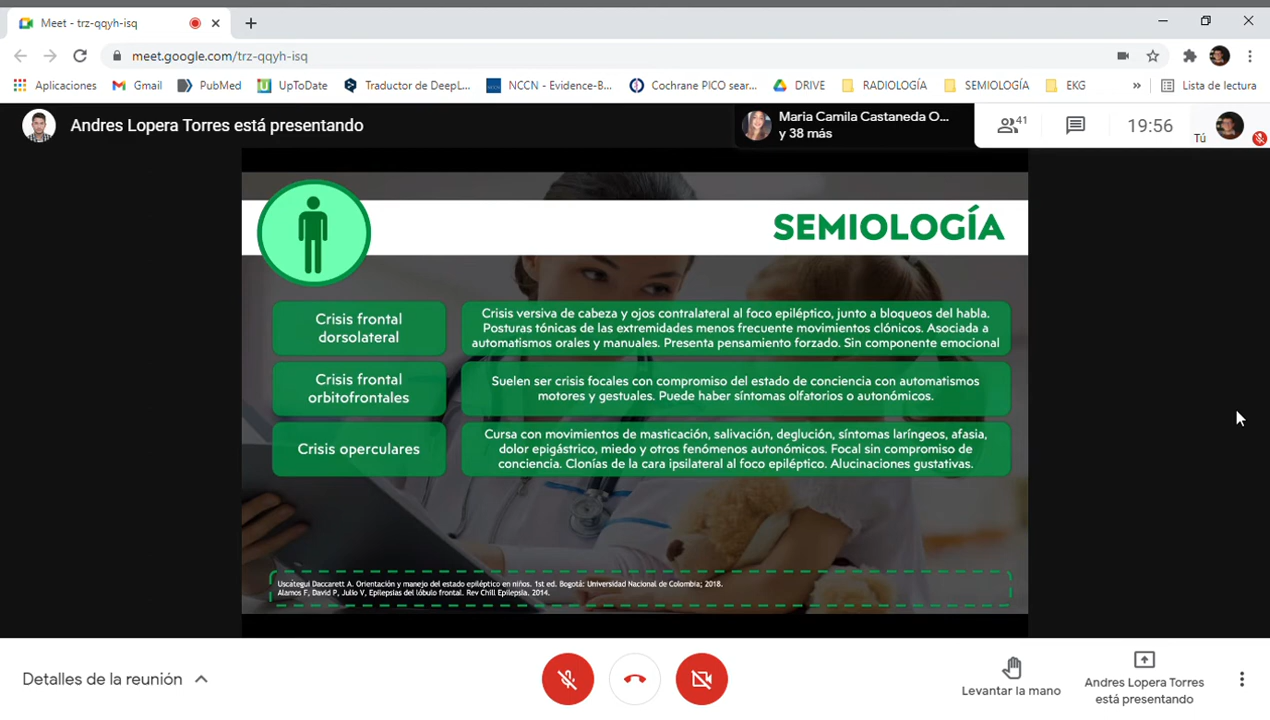 Meet - trz-qqyh-isq
meet.google.com/trz-qqyh-isq
Aplicaciones
Gmail
PubMed
UpToDate
Traductor de DeepL...
NCCN - Evidence-B...
Cochrane PICO sear...
DRIVE
RADIOLOGÍA
SEMIOLOGÍA
EKG
»
Lista de lectura
Andres Lopera Torres está presentando
Maria Camila Castaneda O...
y 38 más
41
19:56
Tú
SEMIOLOGÍA
Crisis frontal
dorsolateral
Crisis versiva de cabeza y ojos contralateral al foco epiléptico, junto a bloqueos del habla.
Posturas tónicas de las extremidades menos frecuente movimientos clónicos. Asociada a
automatismos orales y manuales. Presenta pensamiento forzado. Sin componente emocional
Crisis frontal
orbitofrontales
Suelen ser crisis focales con compromiso del estado de conciencia con automatismos
motores y gestuales. Puede haber síntomas olfatorios o autonómicos.
Crisis operculares
Cursa con movimientos de masticación, salivación, deglución, síntomas laríngeos, afasia,
dolor epigástrico, miedo y otros fenómenos autonómicos. Focal sin compromiso de
conciencia. Clonías de la cara ipsilateral al foco epiléptico. Alucinaciones gustativas.
Uscátegui Daccarett A. Orientación y manejo del estado epiléptico en niños. 1st ed. Bogotá: Universidad Nacional de Colombia; 2018.
Alamos F, David P, Julio V, Epilepsias del lóbulo frontal. Rev Chill Epilepsia. 2014.
Detalles de la reunión
Levantar la mano
Andres Lopera Torres
está presentando